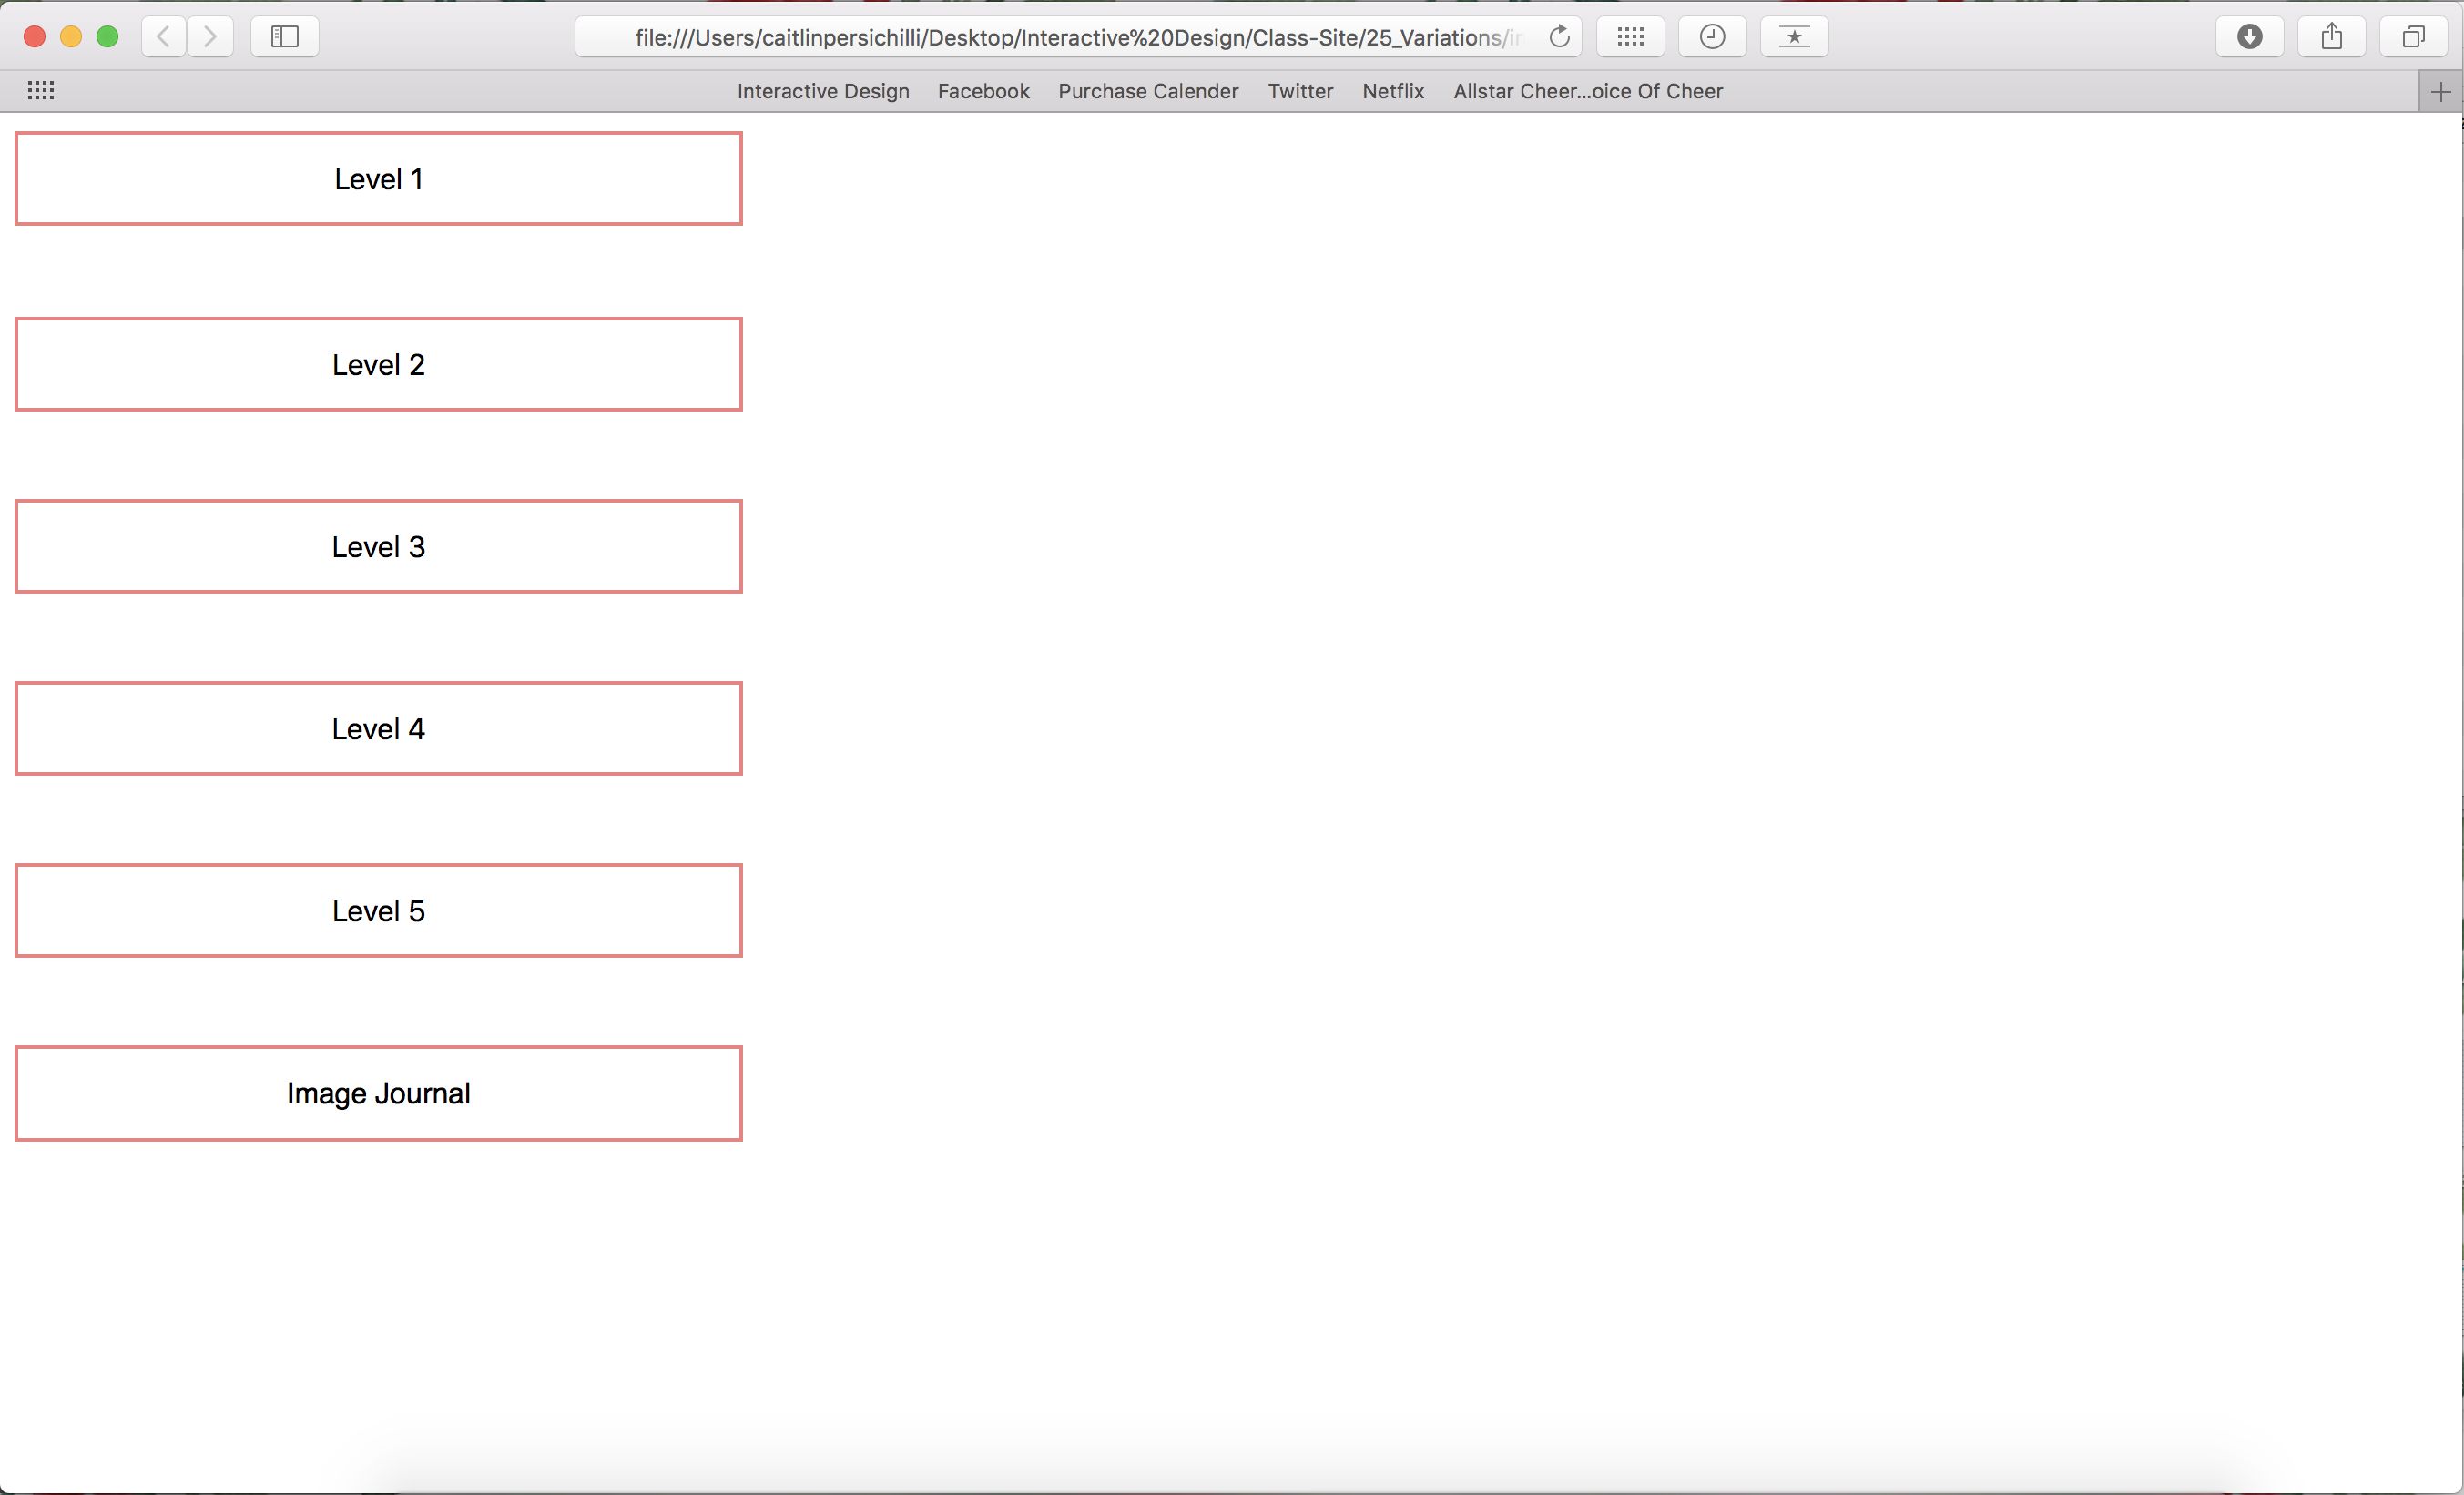 file:///Users/caitlinpersichilli/Desktop/Interactive%20Design/Class-Site/25_Variations/
Interactive Design Facebook Purchase Calender Twitter Netflix Allstar Cheer...oice Of Cheer
Level 1
Level 2
Level 3
Level 4
Level 5
Image Journal